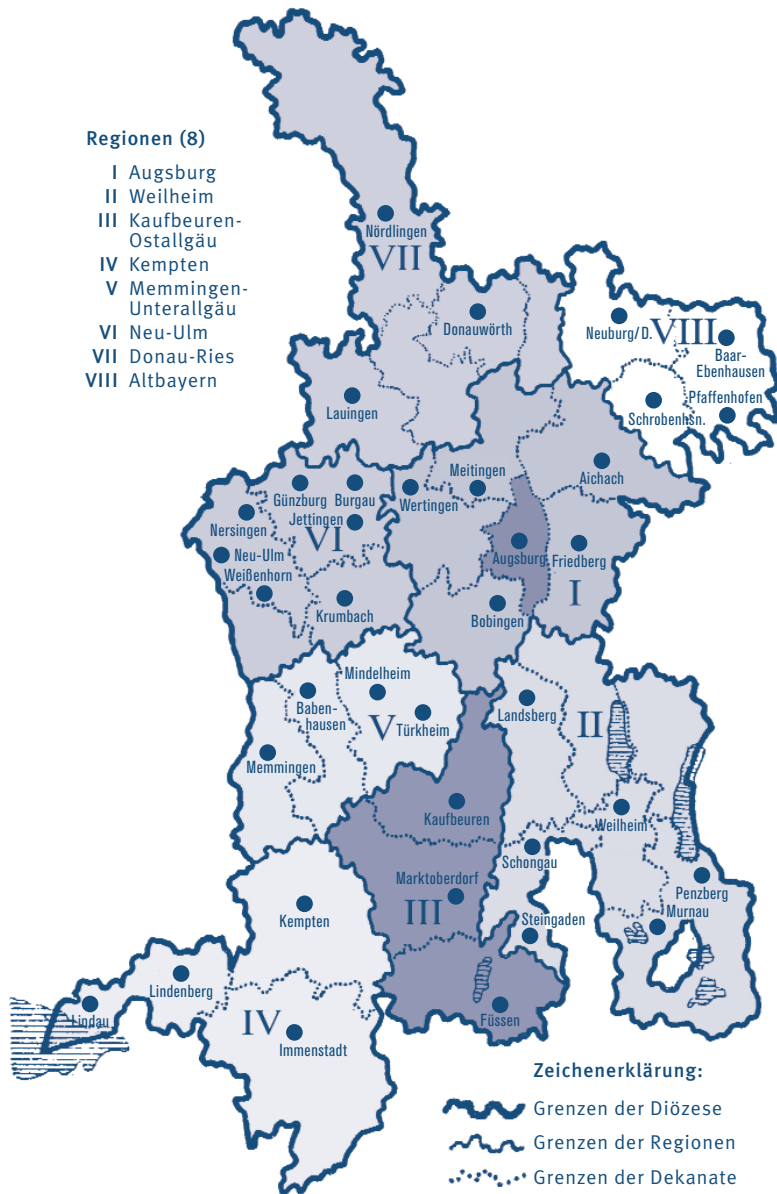 Regionen (8)
I Augsburg
II Weilheim
III Kaufbeuren-
Ostallgäu
IV Kempten
V Memmingen-
Unterallgäu
VI Neu-Ulm
VII Donau-Ries
VIII Altbayern
Nördlingen
VII
Donauwörth
Neuburg/D.
VIII
Baar-
Ebenhausen
Pfaffenhofen
Schrobenhsn.
Lauingen
Meitingen
Aichach
Günzburg
Burgau
Wertingen
Nersingen
Jettingen
VI
Neu-Ulm
Augsburg
Friedberg
Weißenhorn
I
Krumbach
Bobingen
Mindelheim
Baben-
hausen
V
Türkheim
Landsberg
II
Memmingen
Kaufbeuren
Weilheim
Schongau
Marktoberdorf
Penzberg
III
Kempten
Steingaden
Murnau
Lindenberg
Lindau
IV
Füssen
Immenstadt
Zeichenerklärung:
Grenzen der Diözese
Grenzen der Regionen
Grenzen der Dekanate